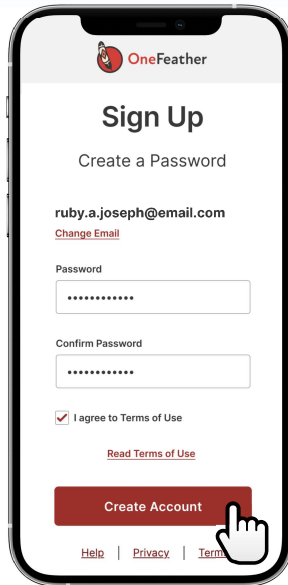 OneFeather
Sign Up
Create a Password
ruby.a.joseph@email.com
Change Email
Password
••••••••••••
Confirm Password
••••••••••••
I agree to Terms of Use
Read Terms of Use
Create Account
Help | Privacy | Term